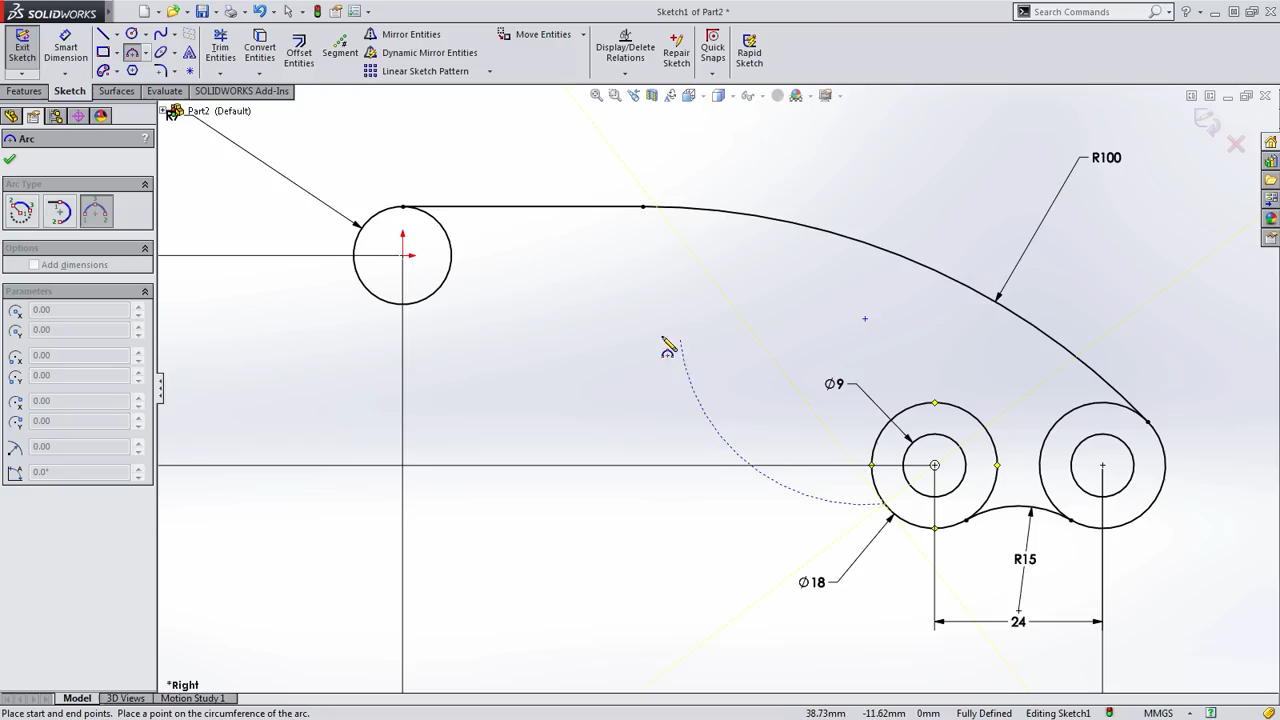 SOLIDWORKS
Sketch1 of Part2 *
Search Commands
Exit Sketch
Smart Dimension
Trim Entities
Convert Entities
Offset Entities
Segment
Mirror Entities
Dynamic Mirror Entities
Linear Sketch Pattern
Move Entities
Display/Delete Relations
Repair Sketch
Quick Snaps
Rapid Sketch
Features
Sketch
Surfaces
Evaluate
SOLIDWORKS Add-Ins
Part2 (Default)
Arc
?
Arc Type
Options
Add dimensions
Parameters
0.00
0.00
0.00
0.00
0.00
0.00
0.00
0.0°
R100
Ø9
Ø18
R15
24
*Right
Model
3D Views
Motion Study 1
Place start and end points. Place a point on the circumference of the arc.
38.73mm
-11.62mm
0mm
Fully Defined
Editing Sketch1
MMGS